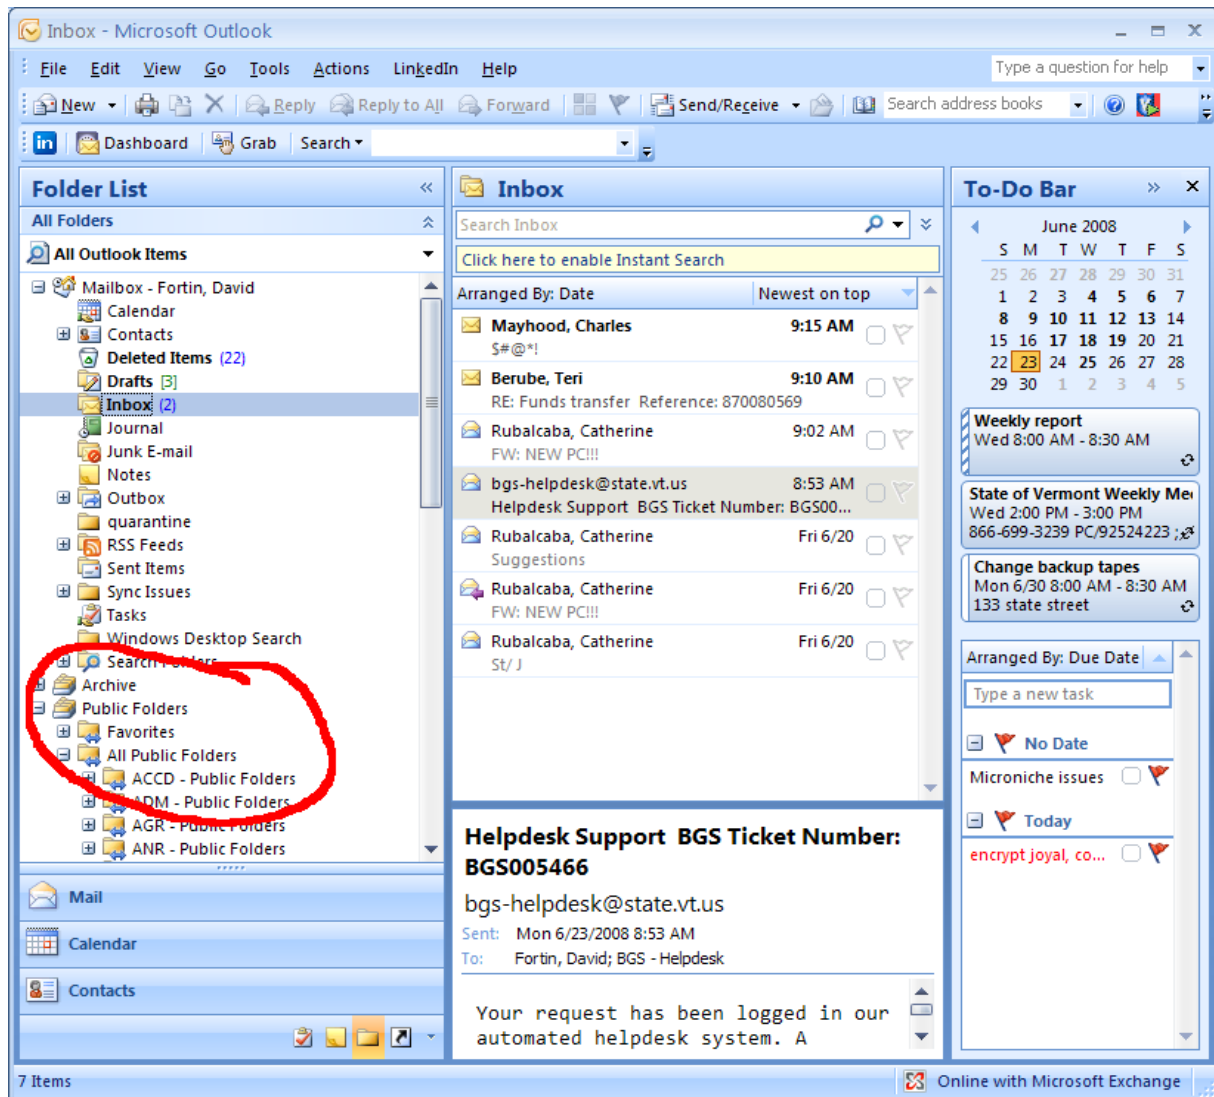 Inbox - Microsoft Outlook
File Edit View Go Tools Actions LinkedIn Help
Type a question for help
New Reply Reply to All Forward Send/Receive Search address books
in Dashboard Grab Search
Folder List
All Folders
All Outlook Items
Mailbox - Fortin, David
Calendar
Contacts
Deleted Items (22)
Drafts [3]
Inbox (2)
Journal
Junk E-mail
Notes
Outbox
quarantine
RSS Feeds
Sent Items
Sync Issues
Tasks
Windows Desktop Search
Search Folders
Archive
Public Folders
Favorites
All Public Folders
ACCD - Public Folders
ADM - Public Folders
AGR - Public Folders
ANR - Public Folders
Mail
Calendar
Contacts
7 Items
Inbox
Search Inbox
Click here to enable Instant Search
Arranged By: Date Newest on top
Mayhood, Charles 9:15 AM
$#@*!
Berube, Teri 9:10 AM
RE: Funds transfer Reference: 870080569
Rubalcaba, Catherine 9:02 AM
FW: NEW PC!!!
bgs-helpdesk@state.vt.us 8:53 AM
Helpdesk Support BGS Ticket Number: BGS00...
Rubalcaba, Catherine Fri 6/20
Suggestions
Rubalcaba, Catherine Fri 6/20
FW: NEW PC!!!
Rubalcaba, Catherine Fri 6/20
St/ J
Helpdesk Support BGS Ticket Number:
BGS005466
bgs-helpdesk@state.vt.us
Sent: Mon 6/23/2008 8:53 AM
To: Fortin, David; BGS - Helpdesk
Your request has been logged in our
automated helpdesk system. A
To-Do Bar
June 2008
S M T W T F S
25 26 27 28 29 30 31
1 2 3 4 5 6 7
8 9 10 11 12 13 14
15 16 17 18 19 20 21
22 23 24 25 26 27 28
29 30 1 2 3 4 5
Weekly report
Wed 8:00 AM - 8:30 AM
State of Vermont Weekly Me
Wed 2:00 PM - 3:00 PM
866-699-3239 PC/92524223 ;
Change backup tapes
Mon 6/30 8:00 AM - 8:30 AM
133 state street
Arranged By: Due Date
Type a new task
No Date
Microniche issues
Today
encrypt joyal, co...
Online with Microsoft Exchange